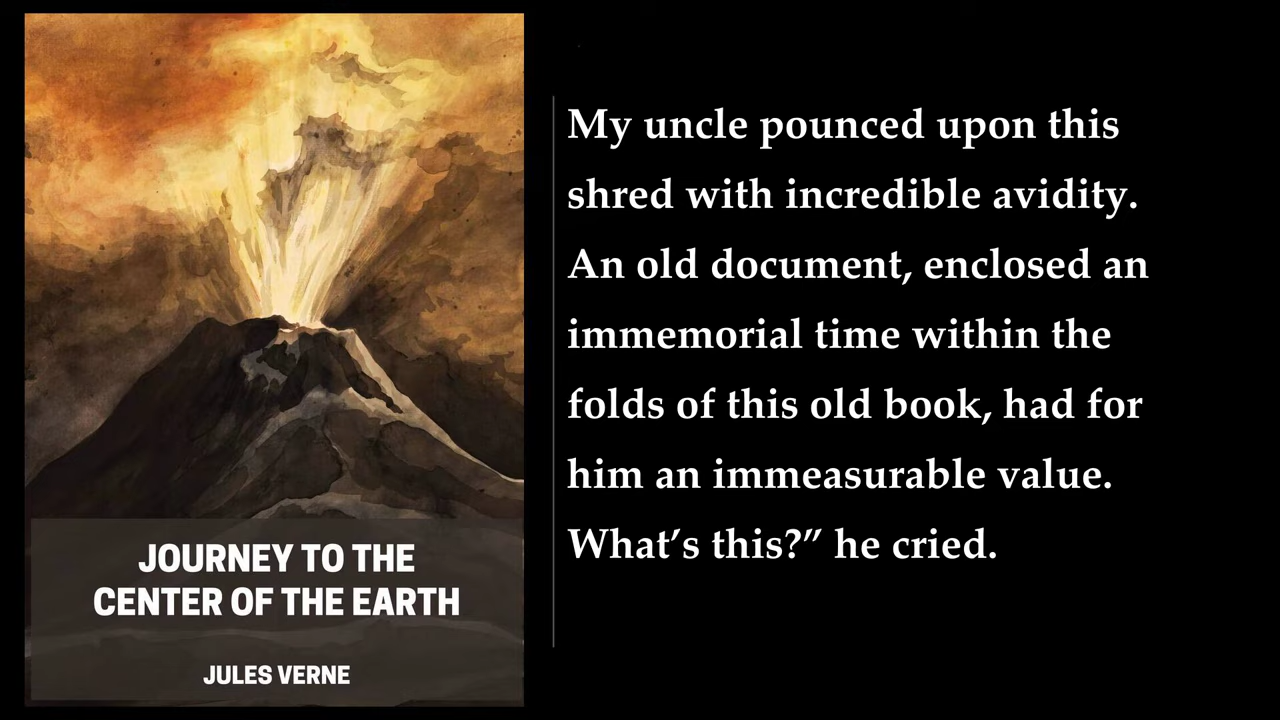 JOURNEY TO THE
CENTER OF THE EARTH
JULES VERNE
My uncle pounced upon this
shred with incredible avidity.
An old document, enclosed an
immemorial time within the
folds of this old book, had for
him an immeasurable value.
What’s this?” he cried.